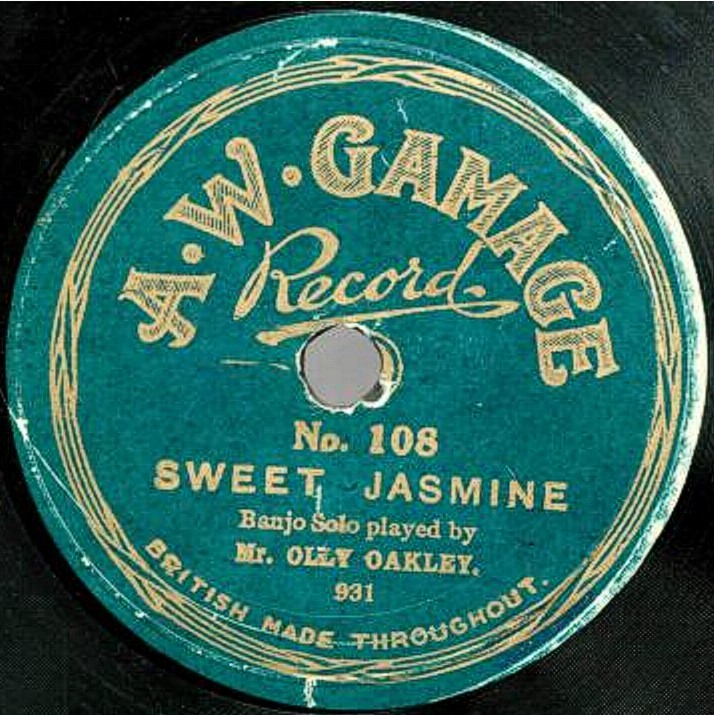 A. W. GAMAGE
Record.
No. 108
SWEET JASMINE
Banjo Solo played by
Mr. OLLY OAKLEY.
931
BRITISH MADE THROUGHOUT.